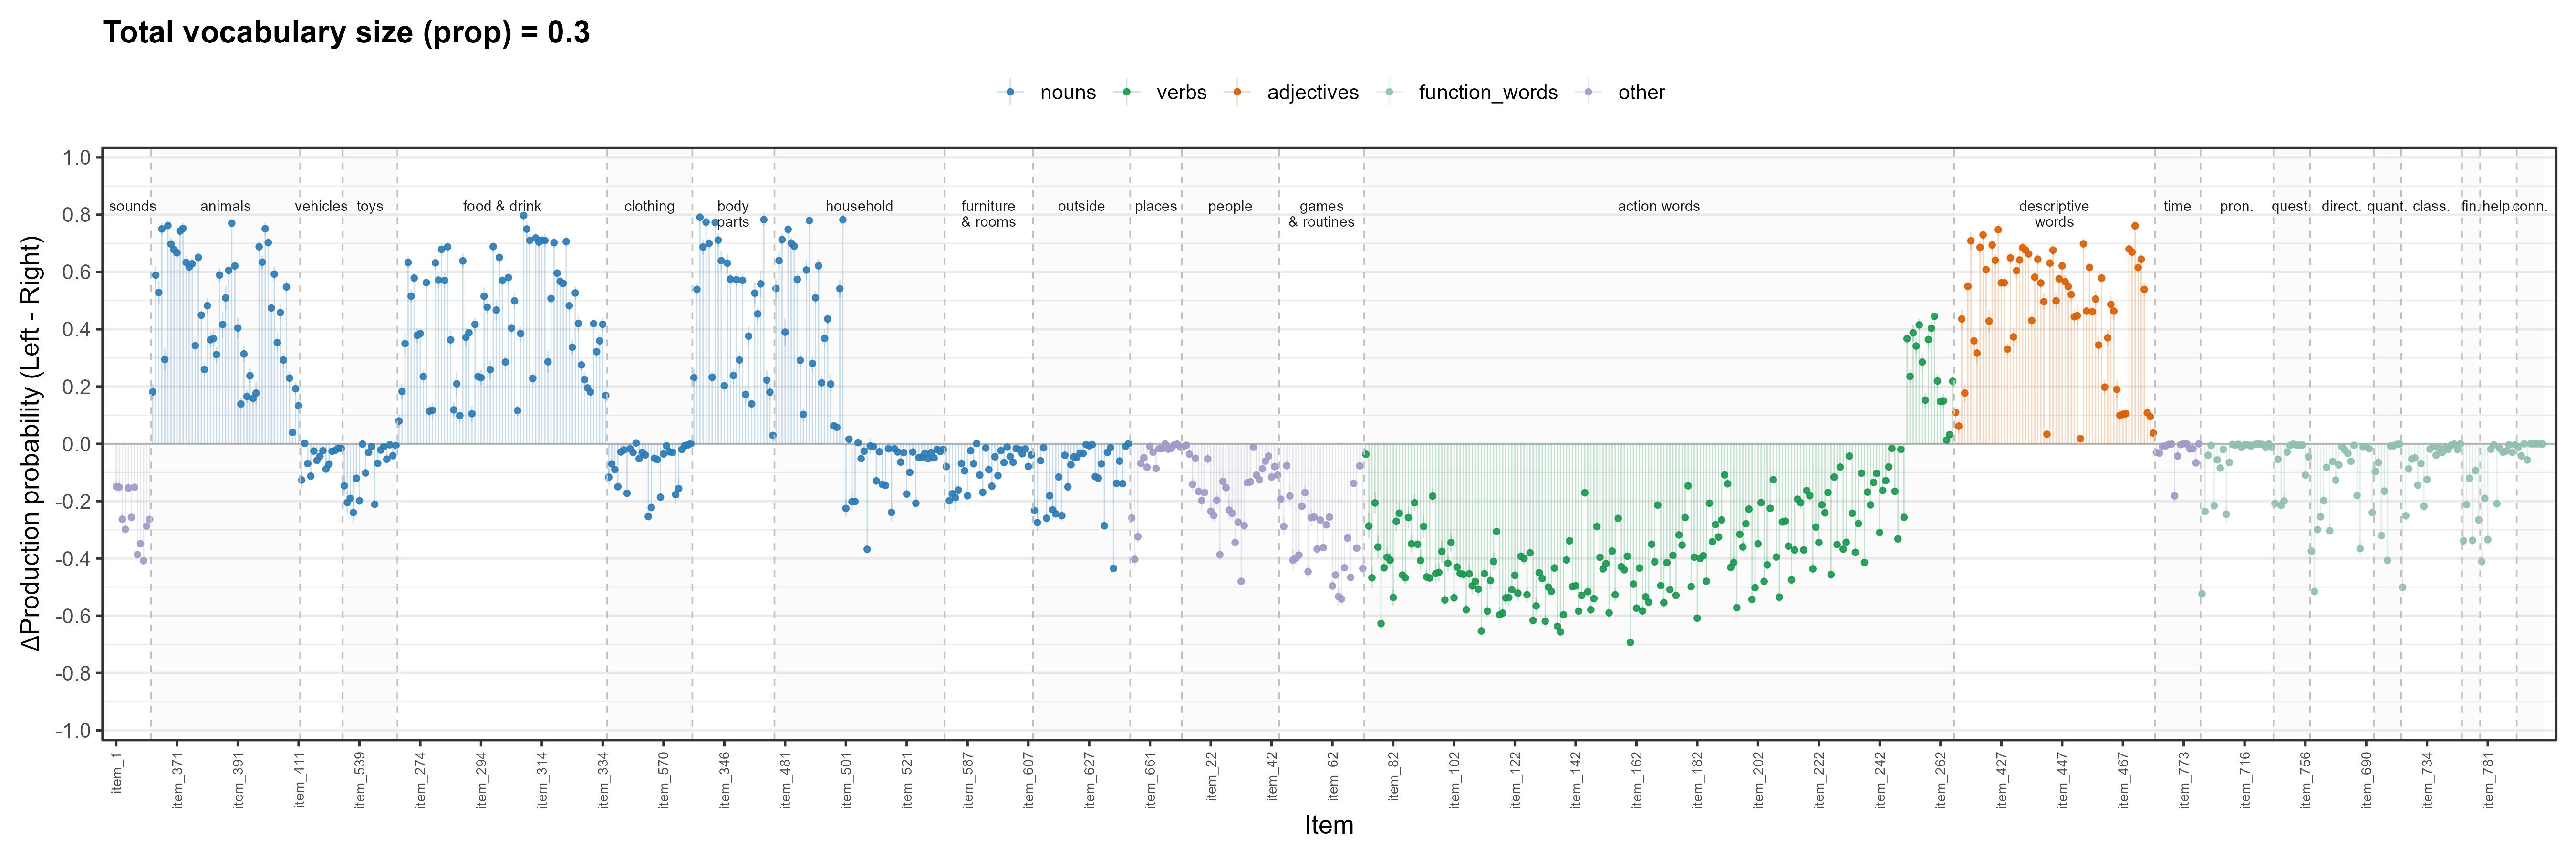 Total vocabulary size (prop) = 0.3
nouns verbs adjectives function_words other
ΔProduction probability (Left - Right)
1.0
0.8
0.6
0.4
0.2
0.0
-0.2
-0.4
-0.6
-0.8
-1.0
sounds animals vehicles toys food & drink clothing body parts household furniture & rooms outside places people games & routines action words descriptive words time pron. quest. direct. quant. class. fin. help. conn.
item_1 item_371 item_391 item_411 item_539 item_274 item_294 item_314 item_334 item_570 item_346 item_481 item_501 item_521 item_587 item_607 item_627 item_661 item_22 item_42 item_62 item_82 item_102 item_122 item_142 item_162 item_182 item_202 item_222 item_242 item_262 item_427 item_447 item_467 item_773 item_716 item_756 item_690 item_734 item_781
Item